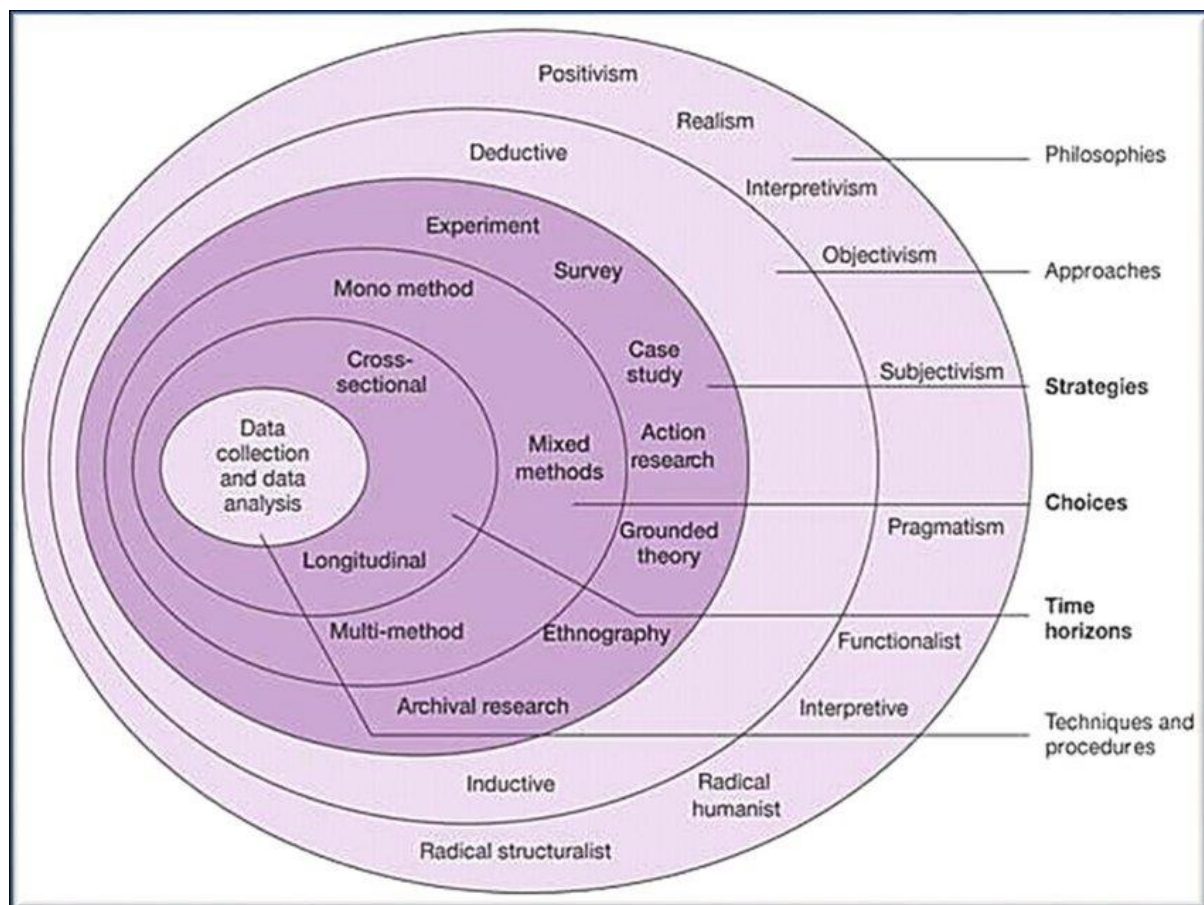 Positivism
Realism
Philosophies
Deductive
Interpretivism
Experiment
Objectivism
Survey
Approaches
Mono method
Case
study
Cross-
sectional
Subjectivism
Strategies
Data
collection
and data
analysis
Mixed
methods
Action
research
Choices
Grounded
theory
Pragmatism
Longitudinal
Time
horizons
Multi-method
Ethnography
Functionalist
Archival research
Interpretive
Techniques and
procedures
Inductive
Radical
humanist
Radical structuralist